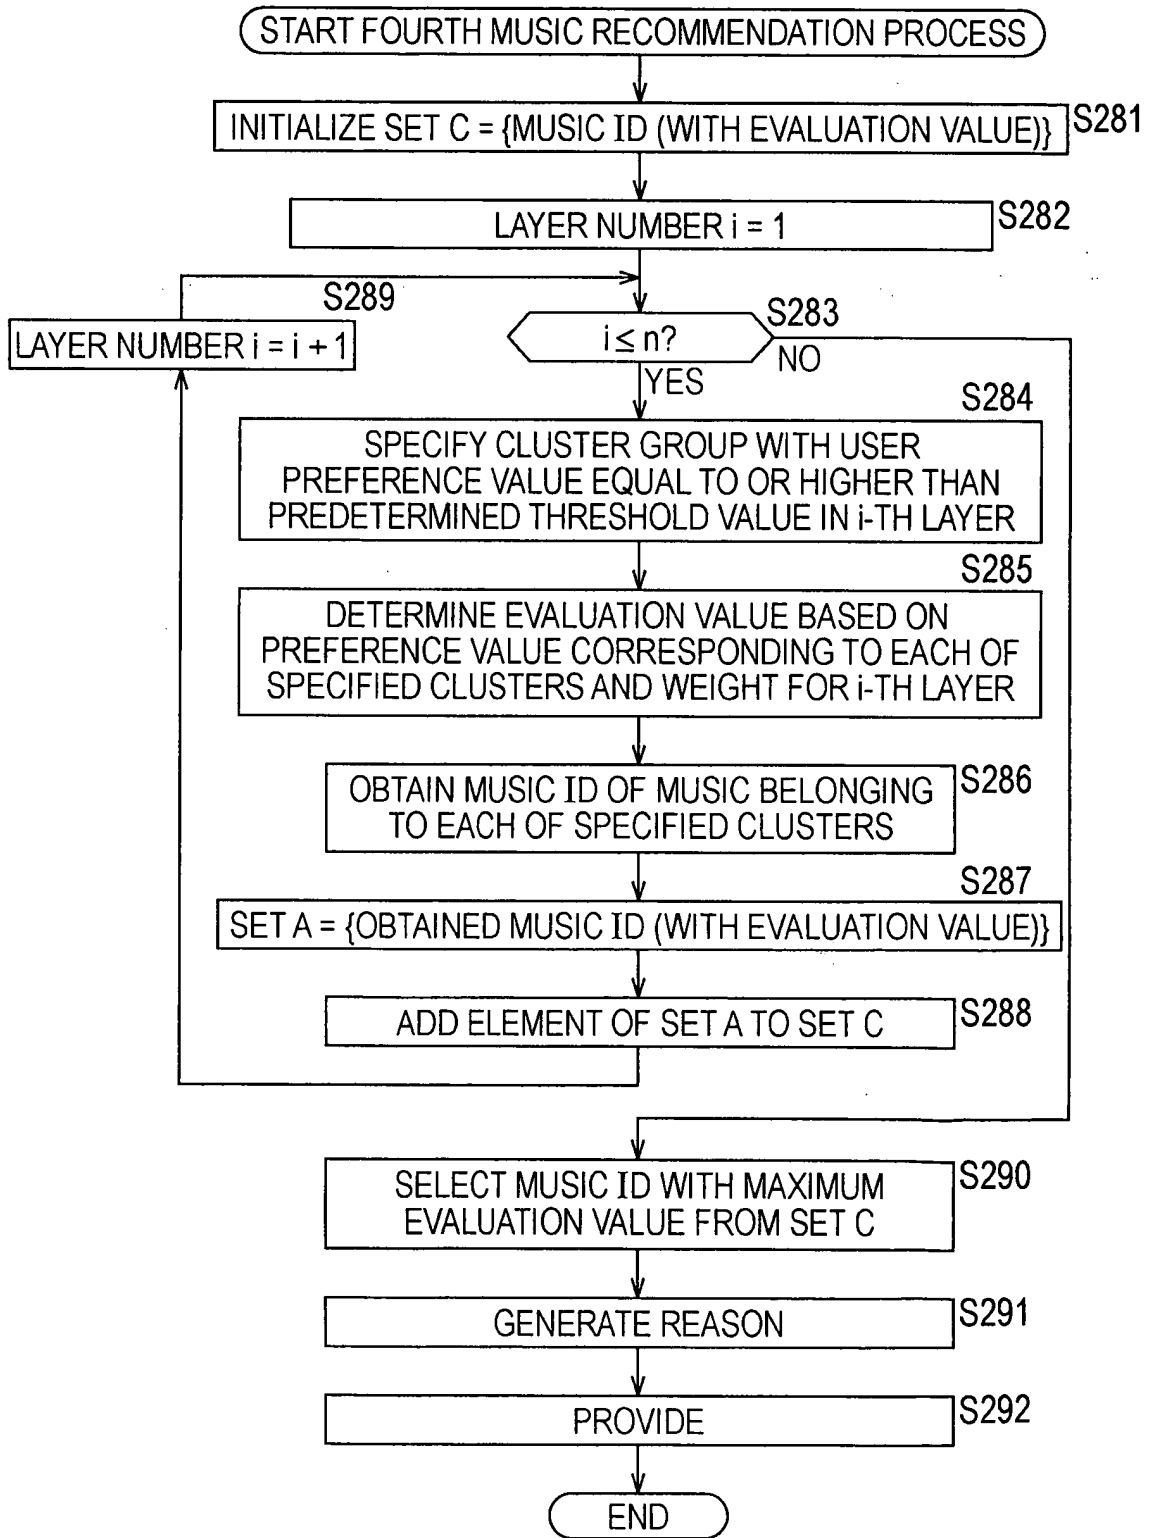 START FOURTH MUSIC RECOMMENDATION PROCESS
INITIALIZE SET C = {MUSIC ID (WITH EVALUATION VALUE)}
S281
LAYER NUMBER i = 1
S282
S289
LAYER NUMBER i = i + 1
S283
i ≤ n?
NO
YES
S284
SPECIFY CLUSTER GROUP WITH USER
PREFERENCE VALUE EQUAL TO OR HIGHER THAN
PREDETERMINED THRESHOLD VALUE IN i-TH LAYER
S285
DETERMINE EVALUATION VALUE BASED ON
PREFERENCE VALUE CORRESPONDING TO EACH OF
SPECIFIED CLUSTERS AND WEIGHT FOR i-TH LAYER
S286
OBTAIN MUSIC ID OF MUSIC BELONGING
TO EACH OF SPECIFIED CLUSTERS
S287
SET A = {OBTAINED MUSIC ID (WITH EVALUATION VALUE)}
ADD ELEMENT OF SET A TO SET C
S288
SELECT MUSIC ID WITH MAXIMUM
EVALUATION VALUE FROM SET C
S290
GENERATE REASON
S291
PROVIDE
S292
END